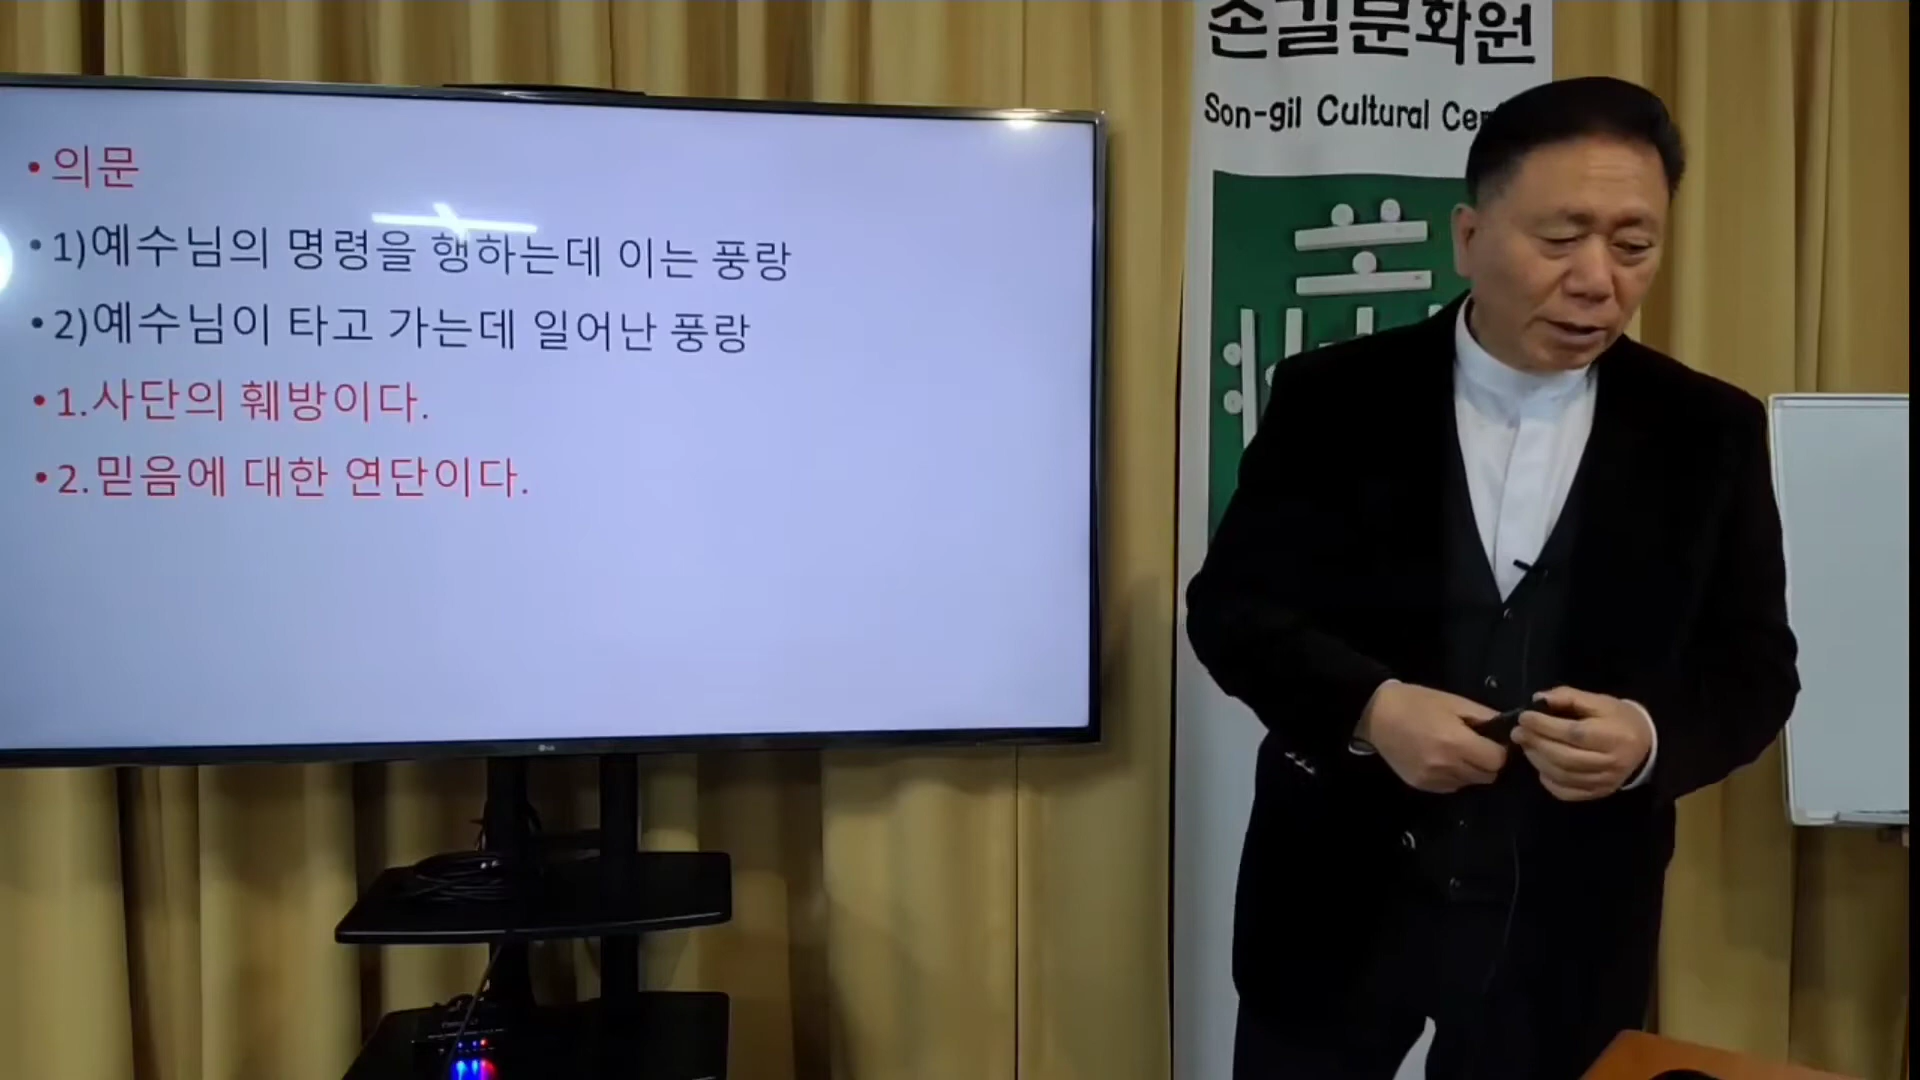 • 의문
• 1)예수님의 명령을 행하는데 이는 풍랑
• 2)예수님이 타고 가는데 일어난 풍랑
• 1.사단의 훼방이다.
• 2.믿음에 대한 연단이다.
손길문화원
Son-gil Cultural
LG